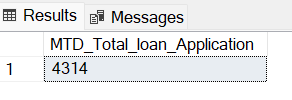 Results Messages
MTD_Total_loan_Application
1 4314